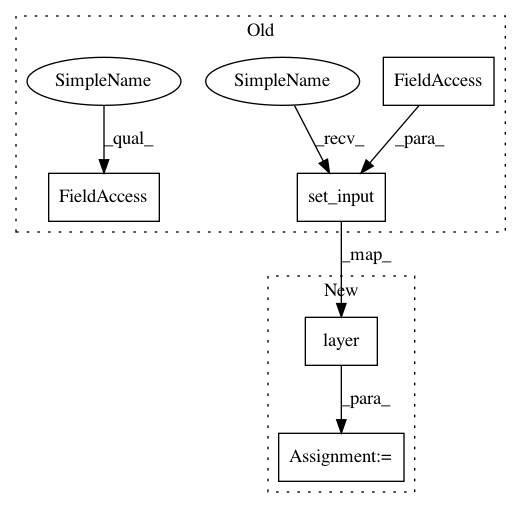 Old
SimpleName
SimpleName
FieldAccess
_qual_
_recv_
_para_
FieldAccess
set_input
_map_
New
layer
_para_
Assignment:=